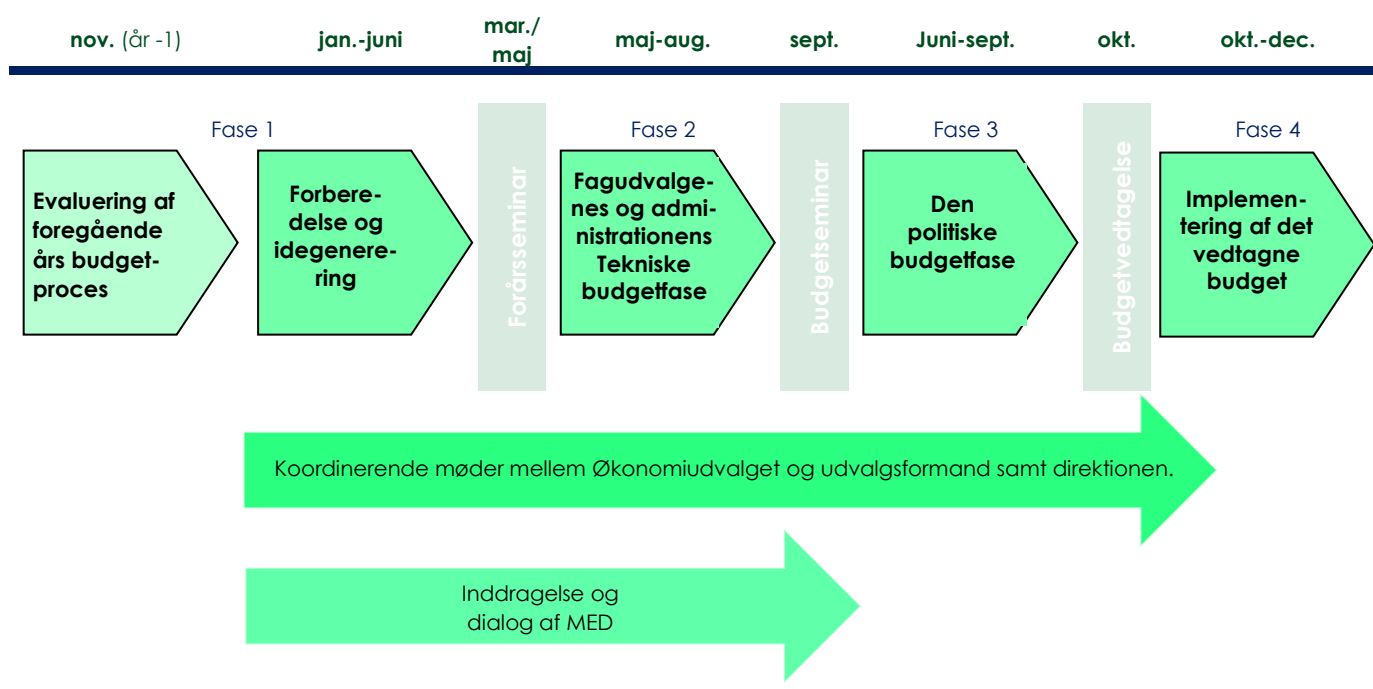 nov. (år -1)
jan.-juni
mar./
maj
maj-aug.
sept.
Juni-sept.
okt.
okt.-dec.
Fase 1
Fase 2
Fase 3
Fase 4
Evaluering af
foregående
års budget-
proces
Forbere-
delse og
idegenere-
ring
Forårsseminar
Fagudvalge-
nes og admi-
nistrationens
Tekniske
budgetfase
Budgetseminar
Den
politiske
budgetfase
Budgetvedtagelse
Implemen-
tering af det
vedtagne
budget
Koordinerende møder mellem Økonomiudvalget og udvalgsformand samt direktionen.
Inddragelse og
dialog af MED